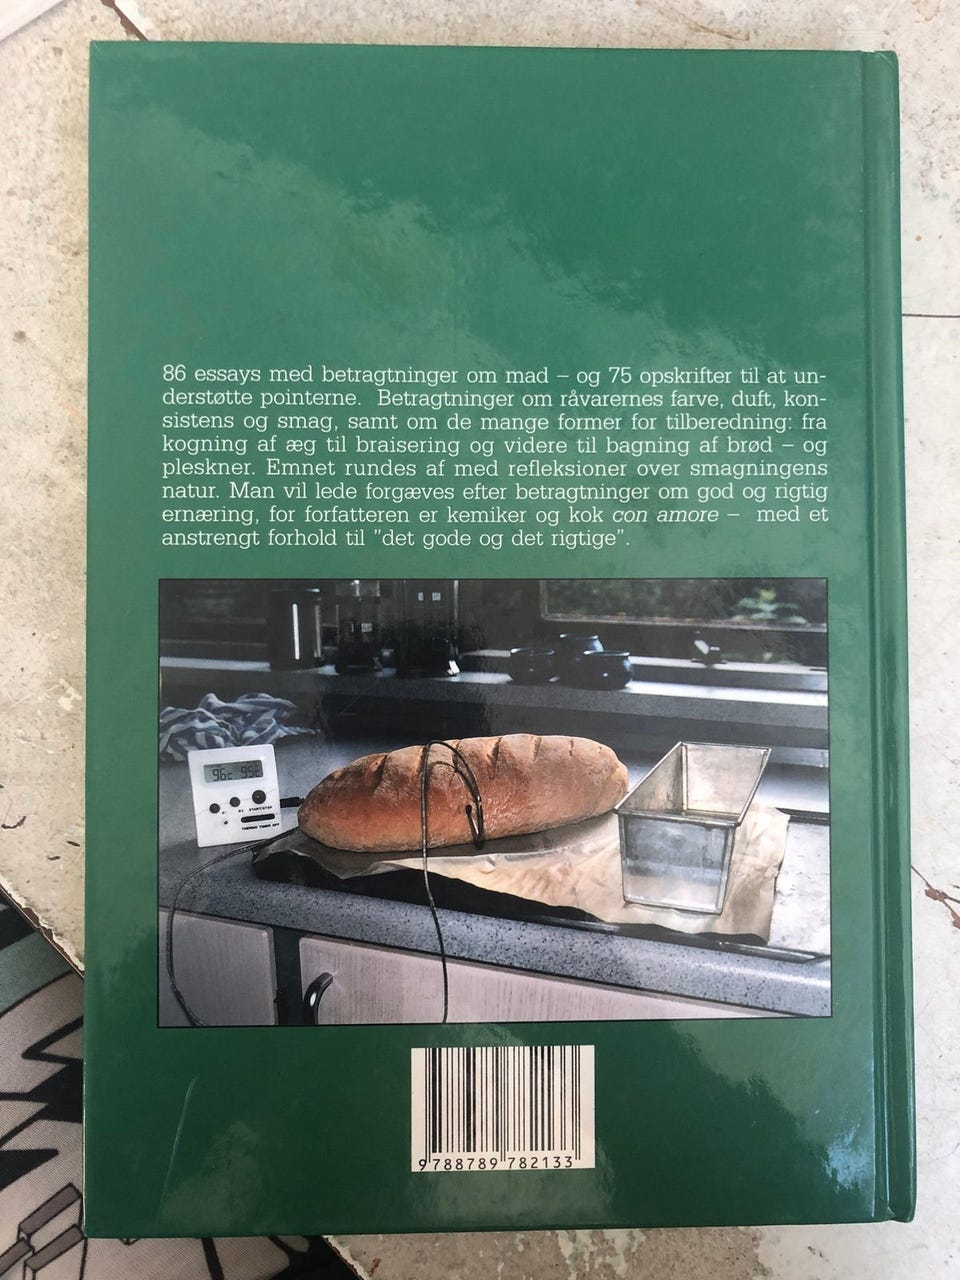 86 essays med betragtninger om mad – og 75 opskrifter til at un-
derstøtte pointerne. Betragtninger om råvarernes farve, duft, kon-
sistens og smag, samt om de mange former for tilberedning: fra
kogning af æg til braisering og videre til bagning af brød – og
pleskner. Emnet rundes af med refleksioner over smagningens
natur. Man vil lede forgæves efter betragtninger om god og rigtig
ernæring, for forfatteren er kemiker og kok con amore – med et
anstrengt forhold til "det gode og det rigtige".
96c 95c
START/STOP
THERMO TIMER OFF
9788789782133